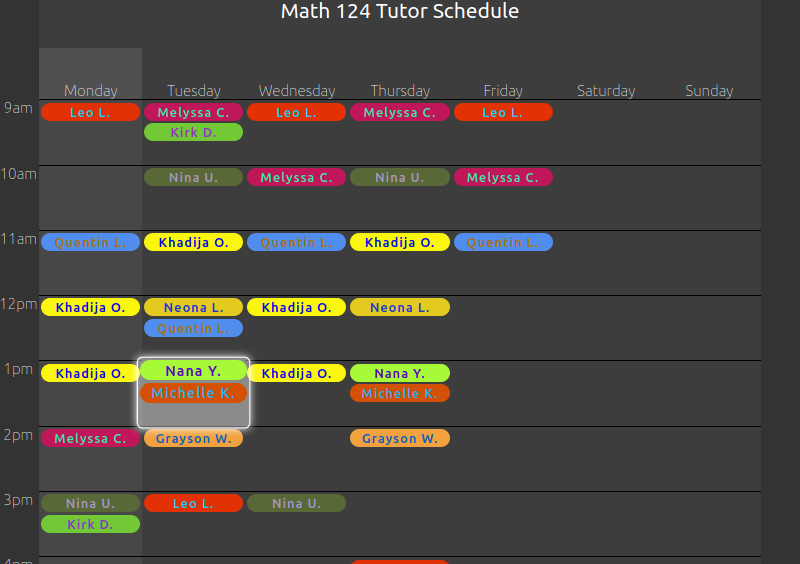 Math 124 Tutor Schedule
Monday Tuesday Wednesday Thursday Friday Saturday Sunday
9am Leo L. Melyssa C. Leo L. Melyssa C. Leo L.
Kirk D.
10am Nina U. Melyssa C. Nina U. Melyssa C.
11am Quentin L. Khadija O. Quentin L. Khadija O. Quentin L.
12pm Khadija O. Neona L. Khadija O. Neona L.
Quentin L.
1pm Khadija O. Nana Y. Khadija O. Nana Y.
Michelle K. Michelle K.
2pm Melyssa C. Grayson W. Grayson W.
3pm Nina U. Leo L. Nina U.
Kirk D.